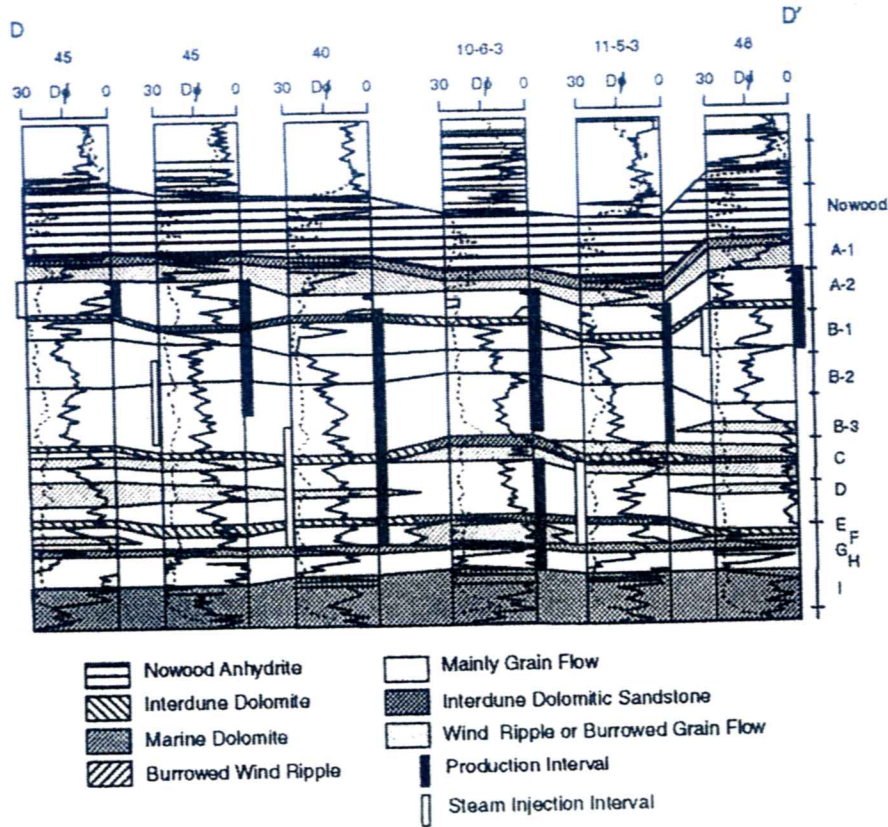 D D'
45 45 40 10-6-3 11-5-3 48
30 Dϕ 0 30 Dϕ 0 30 Dϕ 0 30 Dϕ 0 30 Dϕ 0 30 Dϕ 0
Nowood
A-1
A-2
B-1
B-2
B-3
C
D
E
F
G
H
I
Nowood Anhydrite
Interdune Dolomite
Marine Dolomite
Burrowed Wind Ripple
Mainly Grain Flow
Interdune Dolomitic Sandstone
Wind Ripple or Burrowed Grain Flow
Production Interval
Steam Injection Interval